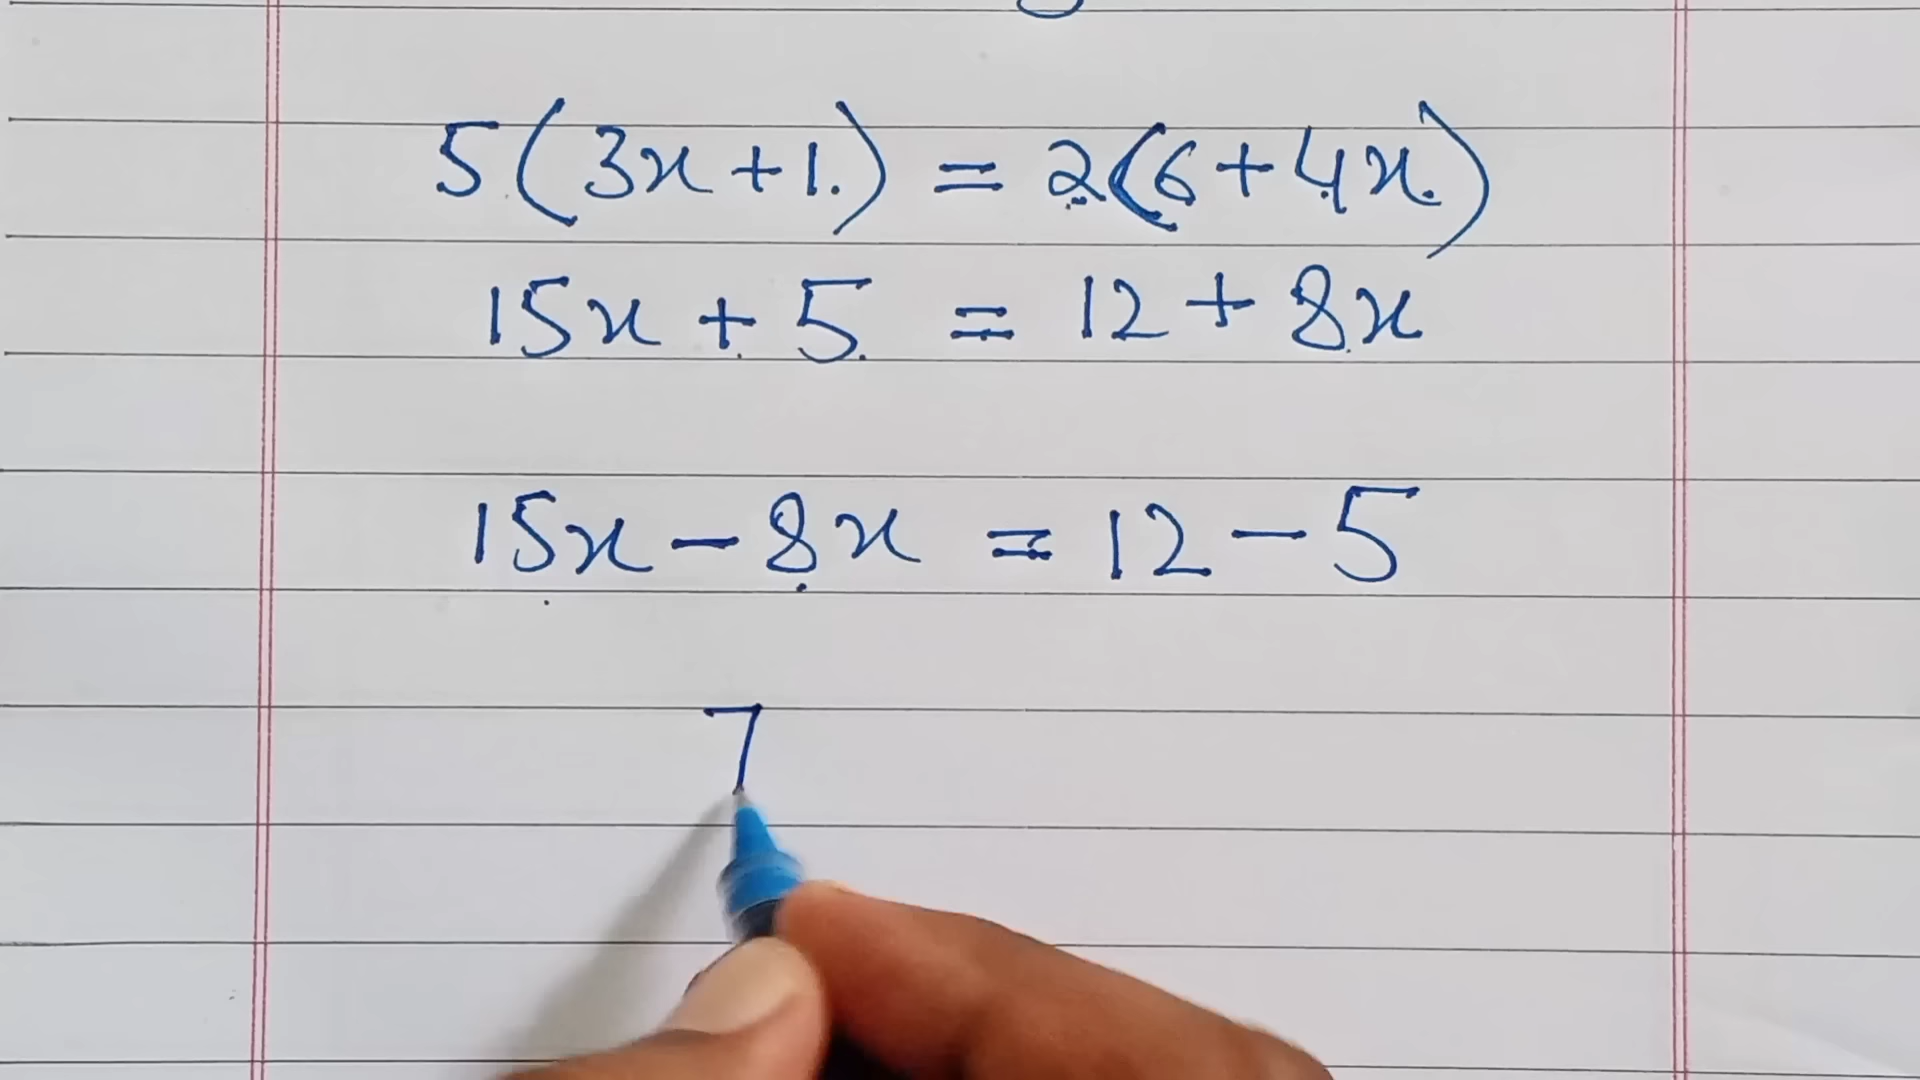 5(3x+1) = 2(6+4x)
15x + 5 = 12 + 8x
15x - 8x = 12 - 5
7